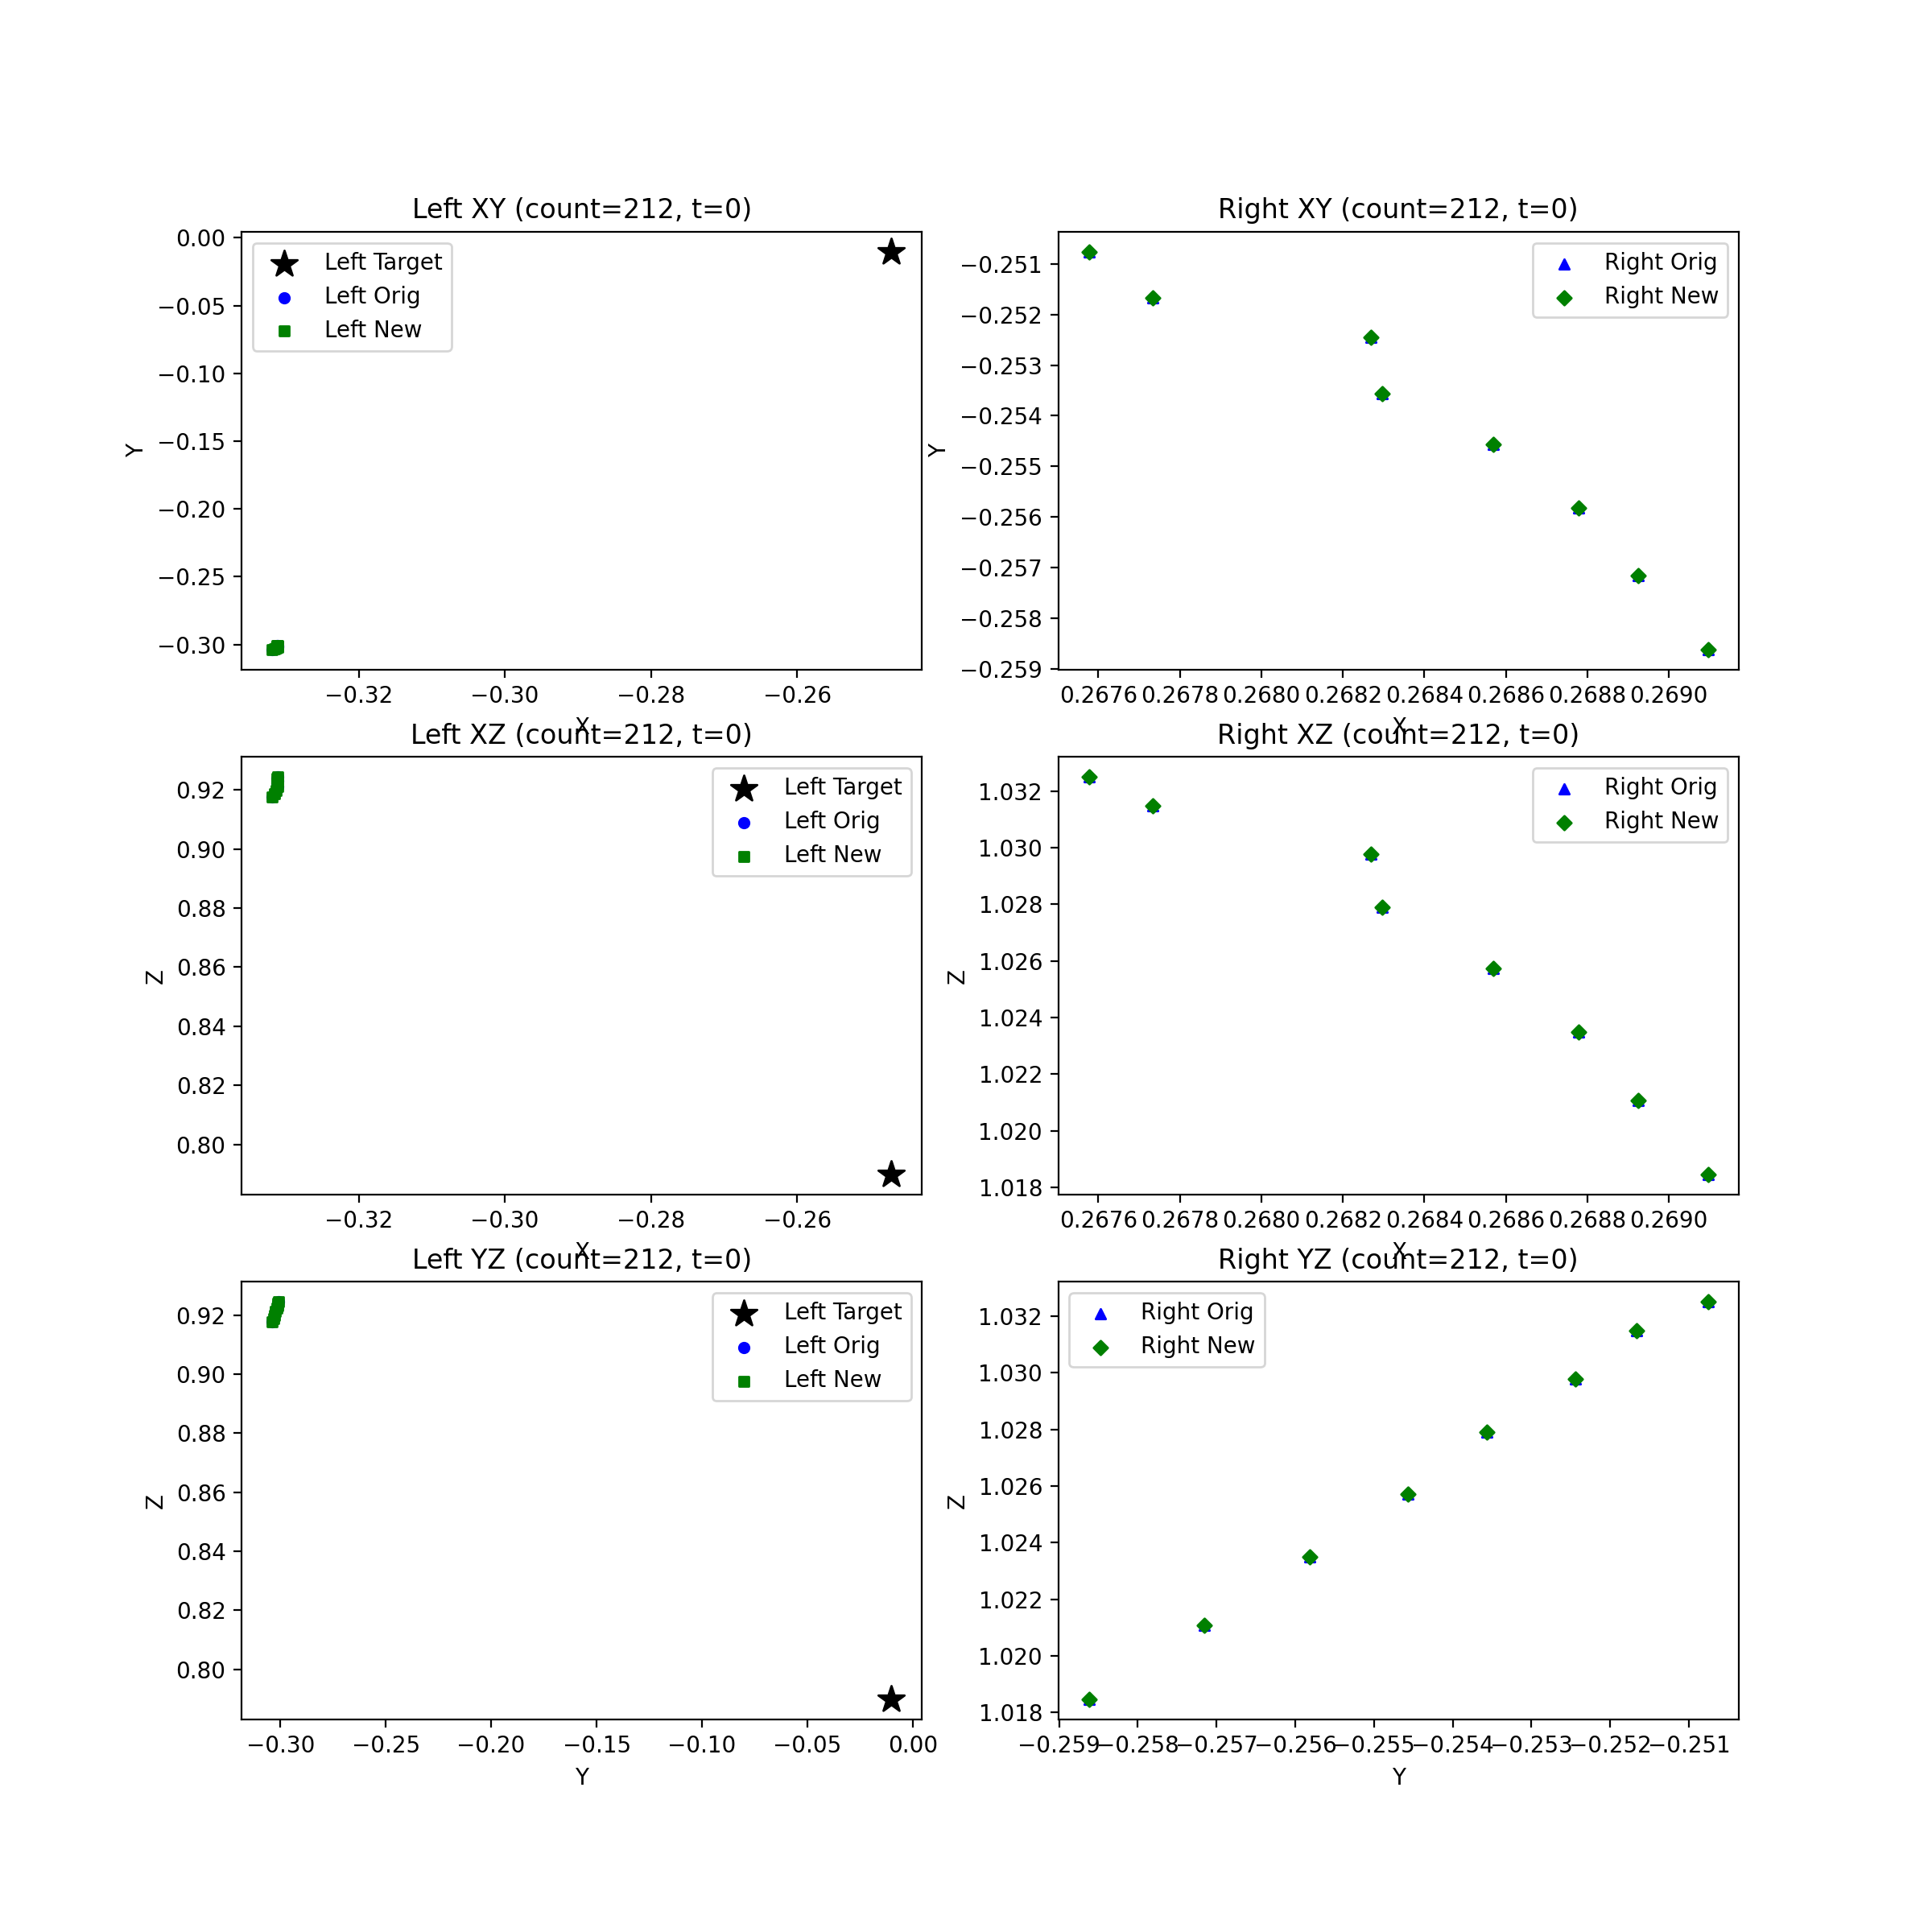 Left XY (count=212, t=0)
0.00
−0.05
−0.10
−0.15
−0.20
−0.25
−0.30
Y
Left Target
Left Orig
Left New
−0.32
−0.30
−0.28
−0.26
X
Right XY (count=212, t=0)
−0.251
−0.252
−0.253
−0.254
−0.255
−0.256
−0.257
−0.258
−0.259
Y
Right Orig
Right New
0.2676
0.2678
0.2680
0.2682
0.2684
0.2686
0.2688
0.2690
X
Left XZ (count=212, t=0)
0.92
0.90
0.88
0.86
0.84
0.82
0.80
Z
Left Target
Left Orig
Left New
−0.32
−0.30
−0.28
−0.26
X
Right XZ (count=212, t=0)
1.032
1.030
1.028
1.026
1.024
1.022
1.020
1.018
Z
Right Orig
Right New
0.2676
0.2678
0.2680
0.2682
0.2684
0.2686
0.2688
0.2690
X
Left YZ (count=212, t=0)
0.92
0.90
0.88
0.86
0.84
0.82
0.80
Z
Left Target
Left Orig
Left New
−0.30
−0.25
−0.20
−0.15
−0.10
−0.05
0.00
Y
Right YZ (count=212, t=0)
1.032
1.030
1.028
1.026
1.024
1.022
1.020
1.018
Z
Right Orig
Right New
−0.259
−0.258
−0.257
−0.256
−0.255
−0.254
−0.253
−0.252
−0.251
Y